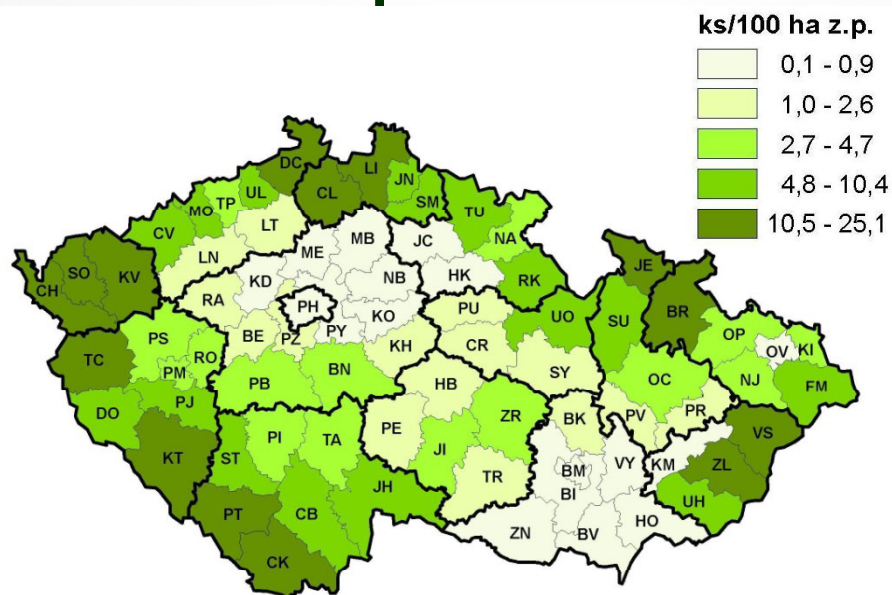 ks/100 ha z.p.
0,1 - 0,9
1,0 - 2,6
2,7 - 4,7
4,8 - 10,4
10,5 - 25,1
DC
LI
CL
JN
SM
UL
TP
MO
CV
LT
LN
TU
NA
JC
MB
ME
HK
RK
CH
SO
KV
RA
KD
NB
PH
KO
PY
BE
PZ
KH
PU
CR
UO
SY
JE
BR
SU
OP
OV
KI
NJ
FM
OC
PV
PR
TC
PS
RO
PM
PJ
DO
KT
PB
BN
HB
PE
JI
ZR
TR
BK
BM
BI
VY
KM
VS
ZL
UH
HO
BV
ZN
ST
PI
TA
JH
PT
CB
CK